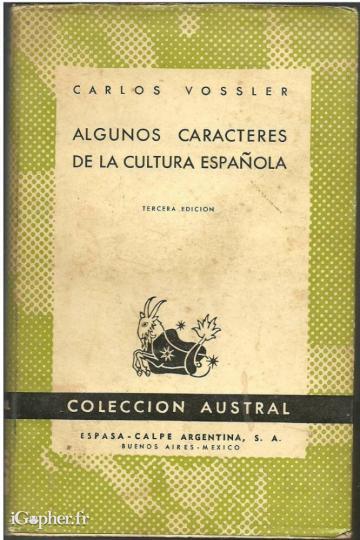 CARLOS VOSSLER
ALGUNOS CARACTERES
DE LA CULTURA ESPAÑOLA
TERCERA EDICION
COLECCION AUSTRAL
ESPASA-CALPE ARGENTINA, S. A.
BUENOS AIRES-MEXICO
iGopher.fr